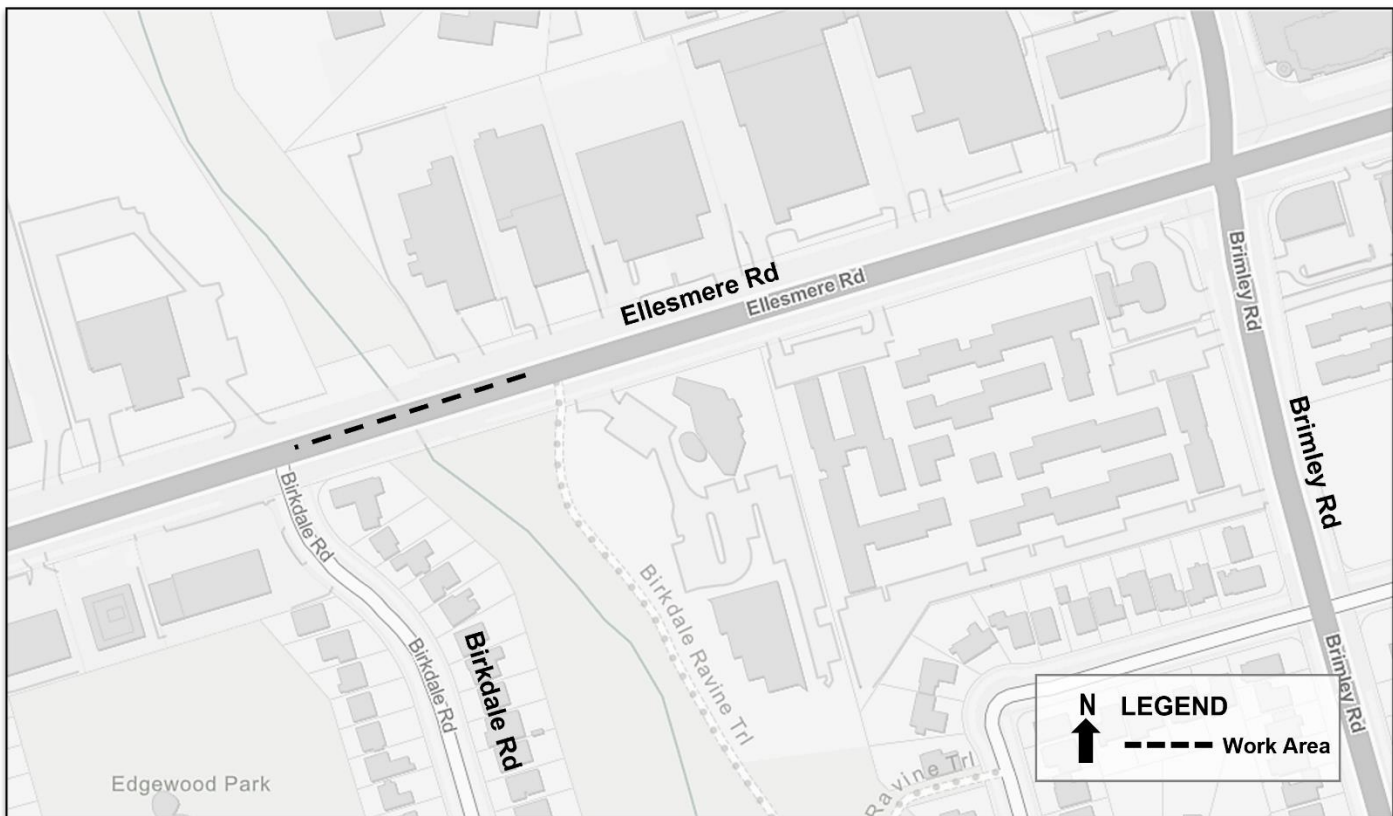 Ellesmere Rd
Ellesmere Rd
Brimley Rd
Brimley Rd
Birkdale Rd
Birkdale Rd
Birkdale Rd
Birkdale Ravine Trl
Brimley Rd
Edgewood Park
Ravine Trl
N LEGEND
Work Area